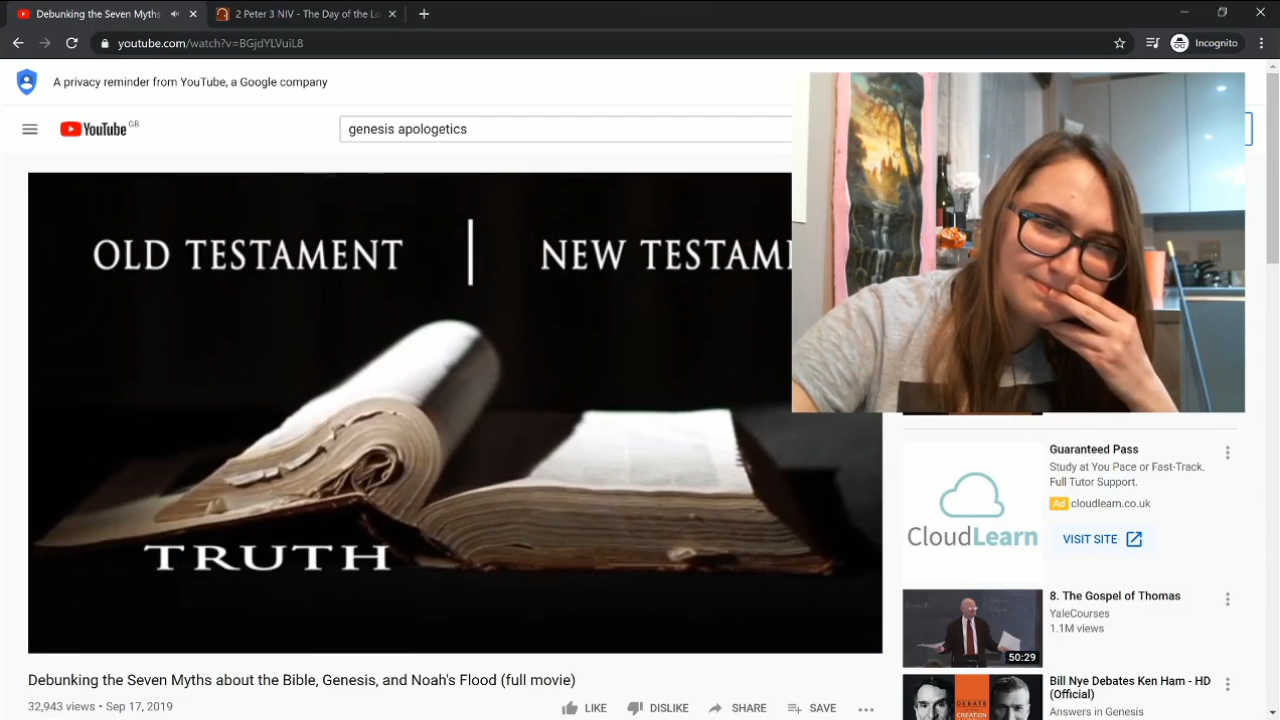 Debunking the Seven Myths
2 Peter 3 NIV - The Day of the Lo
youtube.com/watch?v=BGjdYLVuiL8
Incognito
A privacy reminder from YouTube, a Google company
YouTube GB
genesis apologetics
OLD TESTAMENT | NEW TESTAM
TRUTH
Guaranteed Pass
Study at You Pace or Fast-Track.
Full Tutor Support.
Ad cloudlearn.co.uk
CloudLearn
VISIT SITE
8. The Gospel of Thomas
YaleCourses
1.1M views
50:29
Bill Nye Debates Ken Ham - HD
(Official)
Answers in Genesis
DEBATE
Debunking the Seven Myths about the Bible, Genesis, and Noah's Flood (full movie)
32,943 views • Sep 17, 2019
LIKE DISLIKE SHARE SAVE